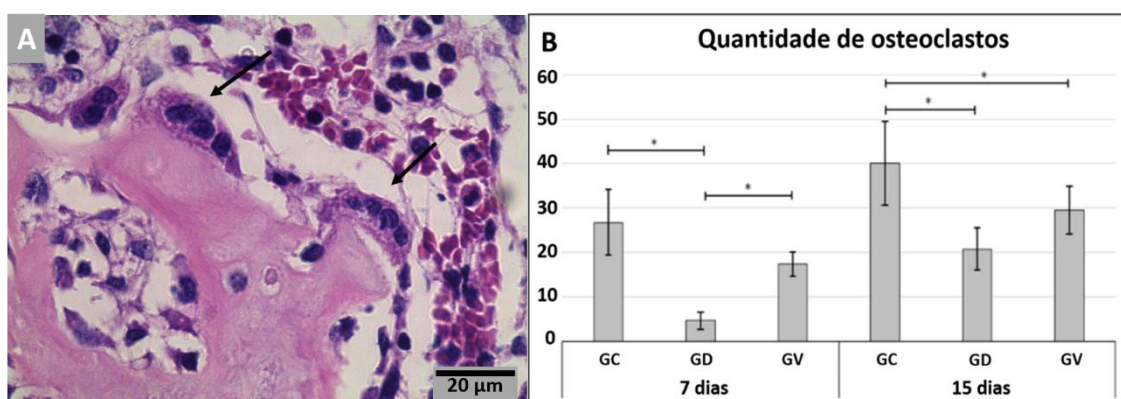 A
20 µm
B
Quantidade de osteoclastos
60
50
40
30
20
10
0
*
*
*
*
GC GD GV GC GD GV
7 dias 15 dias